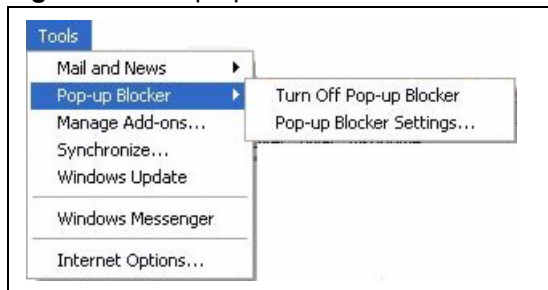 Tools
Mail and News
Pop-up Blocker
Turn Off Pop-up Blocker
Pop-up Blocker Settings...
Manage Add-ons...
Synchronize...
Windows Update
Windows Messenger
Internet Options...